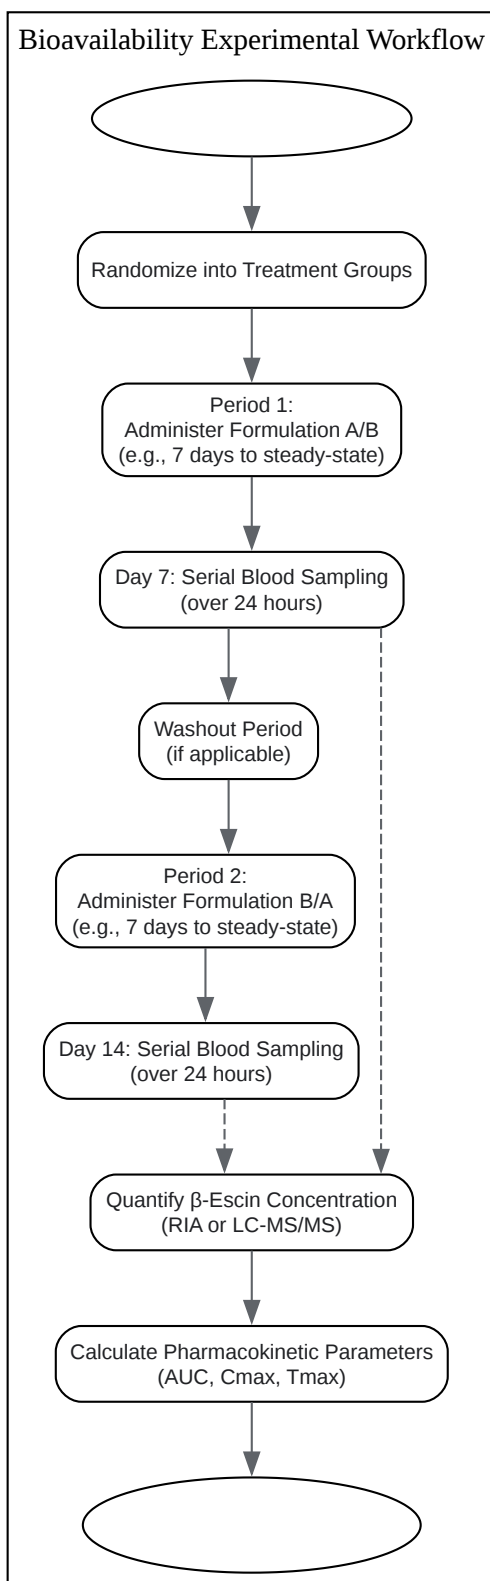 Bioavailability Experimental Workflow
Randomize into Treatment Groups
Period 1:
Administer Formulation A/B
(e.g., 7 days to steady-state)
Day 7: Serial Blood Sampling
(over 24 hours)
Washout Period
(if applicable)
Period 2:
Administer Formulation B/A
(e.g., 7 days to steady-state)
Day 14: Serial Blood Sampling
(over 24 hours)
Quantify β-Escin Concentration
(RIA or LC-MS/MS)
Calculate Pharmacokinetic Parameters
(AUC, Cmax, Tmax)